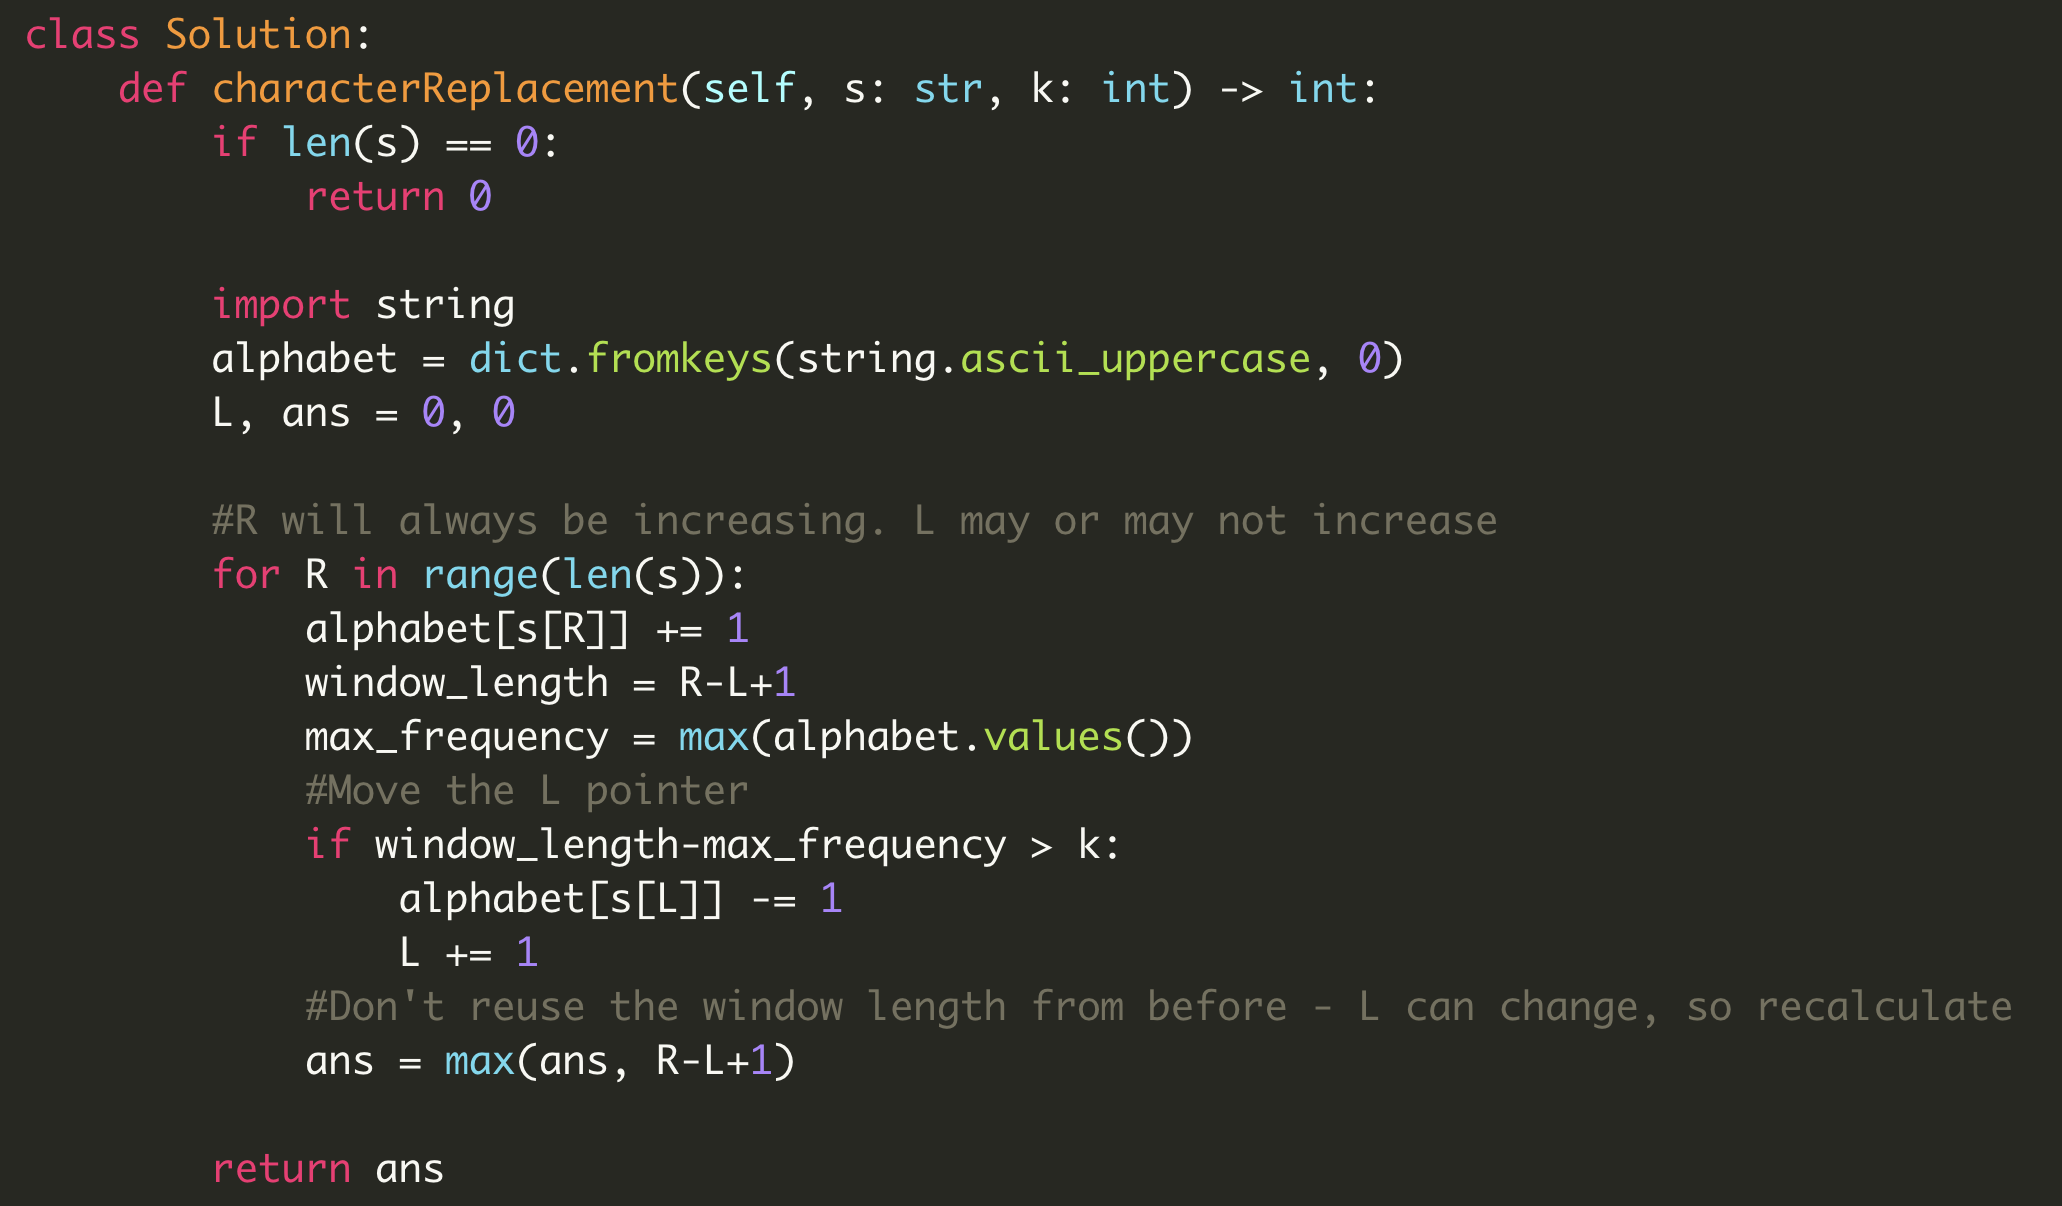 class Solution:
    def characterReplacement(self, s: str, k: int) -> int:
        if len(s) == 0:
            return 0

        import string
        alphabet = dict.fromkeys(string.ascii_uppercase, 0)
        L, ans = 0, 0

        #R will always be increasing. L may or may not increase
        for R in range(len(s)):
            alphabet[s[R]] += 1
            window_length = R-L+1
            max_frequency = max(alphabet.values())
            #Move the L pointer
            if window_length-max_frequency > k:
                alphabet[s[L]] -= 1
                L += 1
            #Don't reuse the window length from before - L can change, so recalculate
            ans = max(ans, R-L+1)

        return ans